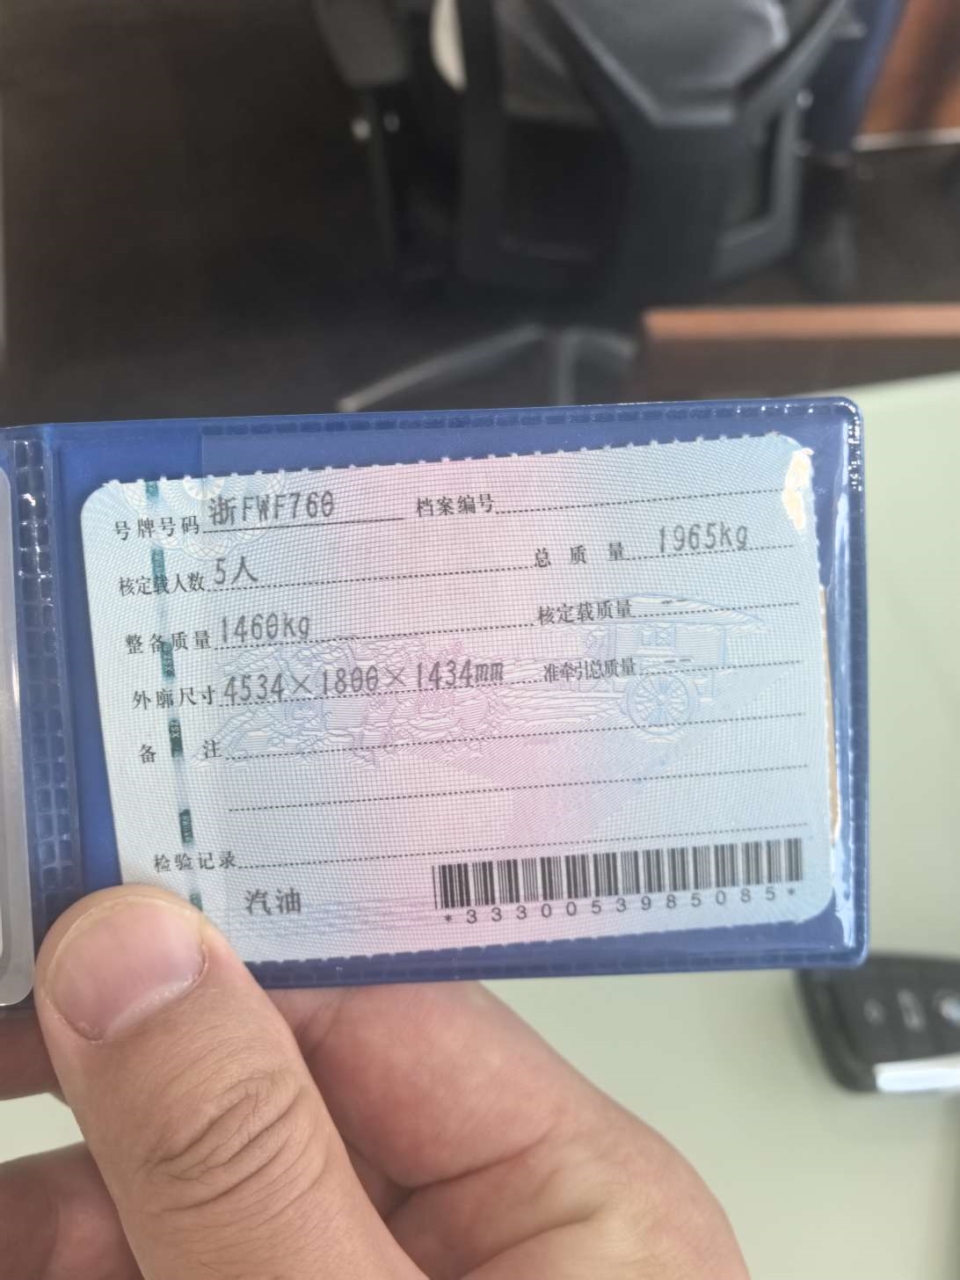 号牌号码 浙FWF760 档案编号
核定载人数 5人 总质量 1965kg
整备质量 1460kg 核定载质量 --
外廓尺寸 4534×1800×1434mm 准牵引总质量 --
备注
检验记录
汽油
*3330053985085*